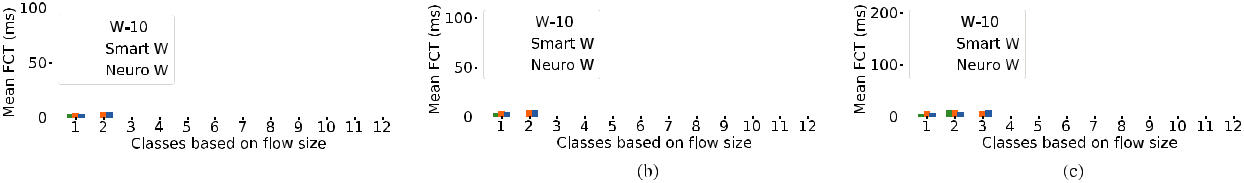 Mean FCT (ms)
100
50
0
W-10
Smart W
Neuro W
1 2 3 4 5 6 7 8 9 10 11 12
Classes based on flow size
Mean FCT (ms)
100
50
0
W-10
Smart W
Neuro W
1 2 3 4 5 6 7 8 9 10 11 12
Classes based on flow size
(b)
Mean FCT (ms)
200
100
0
W-10
Smart W
Neuro W
1 2 3 4 5 6 7 8 9 10 11 12
Classes based on flow size
(c)